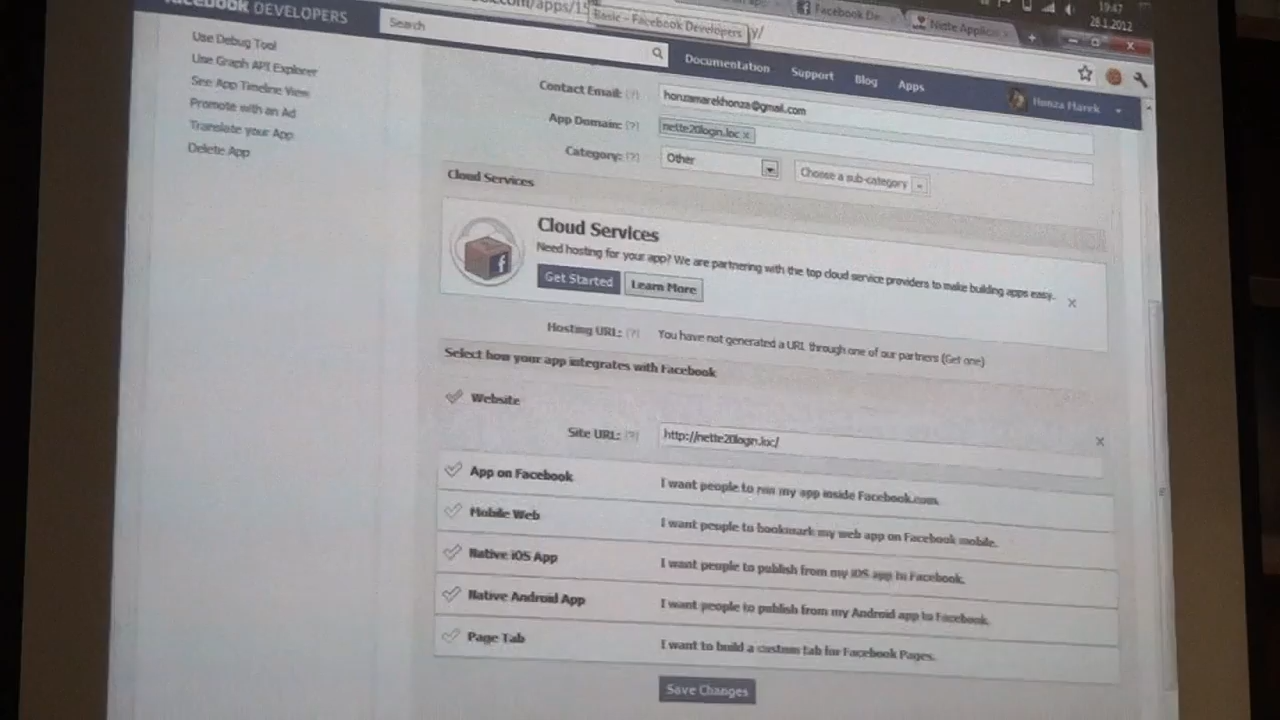 19:47
28.1.2012
Basic - Facebook Developers
Facebook De
Nette Applic
FACEBOOK DEVELOPERS
Search
Documentation
Support
Blog
Apps
Honza Marek
Use Debug Tool
Use Graph API Explorer
See App Timeline View
Promote with an Ad
Translate your App
Delete App
Contact Email: [?] honzamarekhonza@gmail.com
App Domain: [?] nette20login.loc x
Category: [?] Other Choose a sub-category
Cloud Services
Cloud Services
Need hosting for your app? We are partnering with the top cloud service providers to make building apps easy.
Get Started Learn More
Hosting URL: [?] You have not generated a URL through one of our partners (Get one)
Select how your app integrates with Facebook
Website
Site URL: [?] http://nette20login.loc/
App on Facebook I want people to run my app inside Facebook.com.
Mobile Web I want people to bookmark my web app on Facebook mobile.
Native iOS App I want people to publish from my iOS app to Facebook.
Native Android App I want people to publish from my Android app to Facebook.
Page Tab I want to build a custom tab for Facebook Pages.
Save Changes